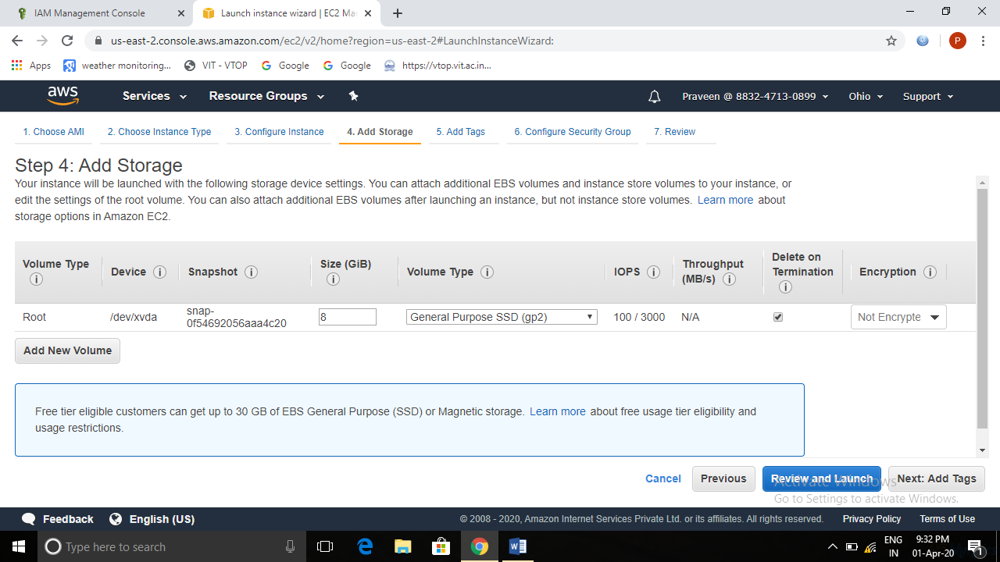 IAM Management Console
Launch instance wizard | EC2 Ma
us-east-2.console.aws.amazon.com/ec2/v2/home?region=us-east-2#LaunchInstanceWizard:
P
Apps weather monitoring... VIT - VTOP Google Google https://vtop.vit.ac.in...
aws Services Resource Groups Praveen @ 8832-4713-0899 Ohio Support
1. Choose AMI 2. Choose Instance Type 3. Configure Instance 4. Add Storage 5. Add Tags 6. Configure Security Group 7. Review
Step 4: Add Storage
Your instance will be launched with the following storage device settings. You can attach additional EBS volumes and instance store volumes to your instance, or
edit the settings of the root volume. You can also attach additional EBS volumes after launching an instance, but not instance store volumes. Learn more about
storage options in Amazon EC2.
Volume Type
Device
Snapshot
Size (GiB)
Volume Type
IOPS
Throughput
(MB/s)
Delete on
Termination
Encryption
Root
/dev/xvda
snap-
0f54692056aaa4c20
8
General Purpose SSD (gp2)
100 / 3000
N/A
Not Encrypte
Add New Volume
Free tier eligible customers can get up to 30 GB of EBS General Purpose (SSD) or Magnetic storage. Learn more about free usage tier eligibility and
usage restrictions.
Cancel Previous Review and Launch Next: Add Tags
Activate Windows
Go to Settings to activate Windows.
Feedback English (US) © 2008 - 2020, Amazon Internet Services Private Ltd. or its affiliates. All rights reserved. Privacy Policy Terms of Use
Type here to search
ENG
IN
9:32 PM
01-Apr-20
1